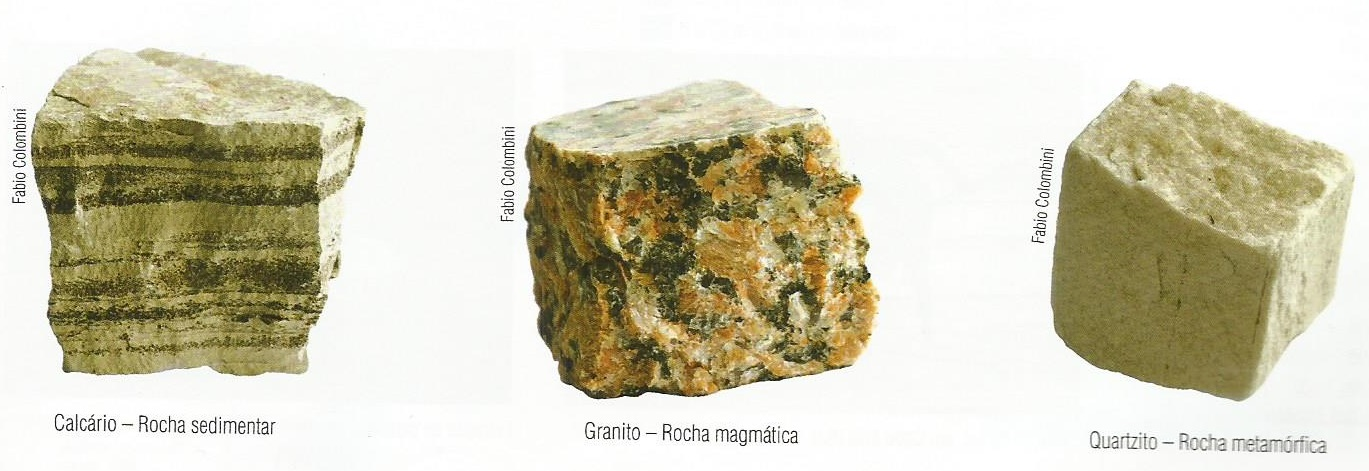 Fabio Colombini
Calcário – Rocha sedimentar
Fabio Colombini
Granito – Rocha magmática
Fabio Colombini
Quartzito – Rocha metamórfica